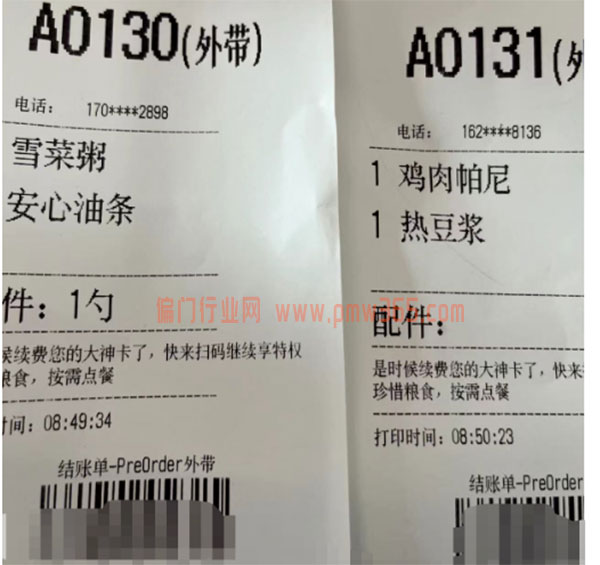 A0130(外带)
电话: 170****2898
雪菜粥
安心油条
件: 1勺
候续费您的大神卡了, 快来扫码继续享特权
粮食, 按需点餐
时间: 08:49:34
结账单-PreOrder外带
A0131(外
电话: 162****8136
1 鸡肉帕尼
1 热豆浆
配件:
是时候续费您的大神卡了, 快来
珍惜粮食, 按需点餐
打印时间: 08:50:23
结账单-PreOrder
偏门行业网 www.pmw365.com